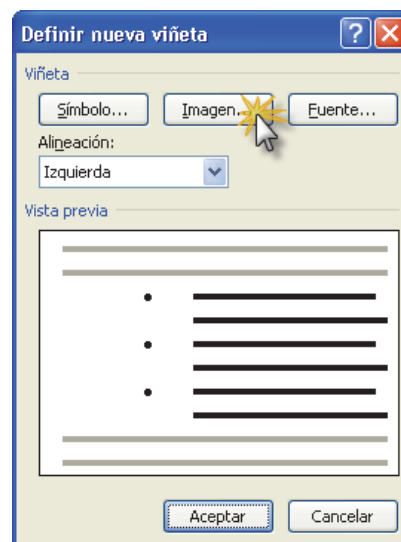 Definir nueva viñeta
Viñeta
Símbolo... Imagen... Fuente...
Alineación:
Izquierda
Vista previa
Aceptar Cancelar